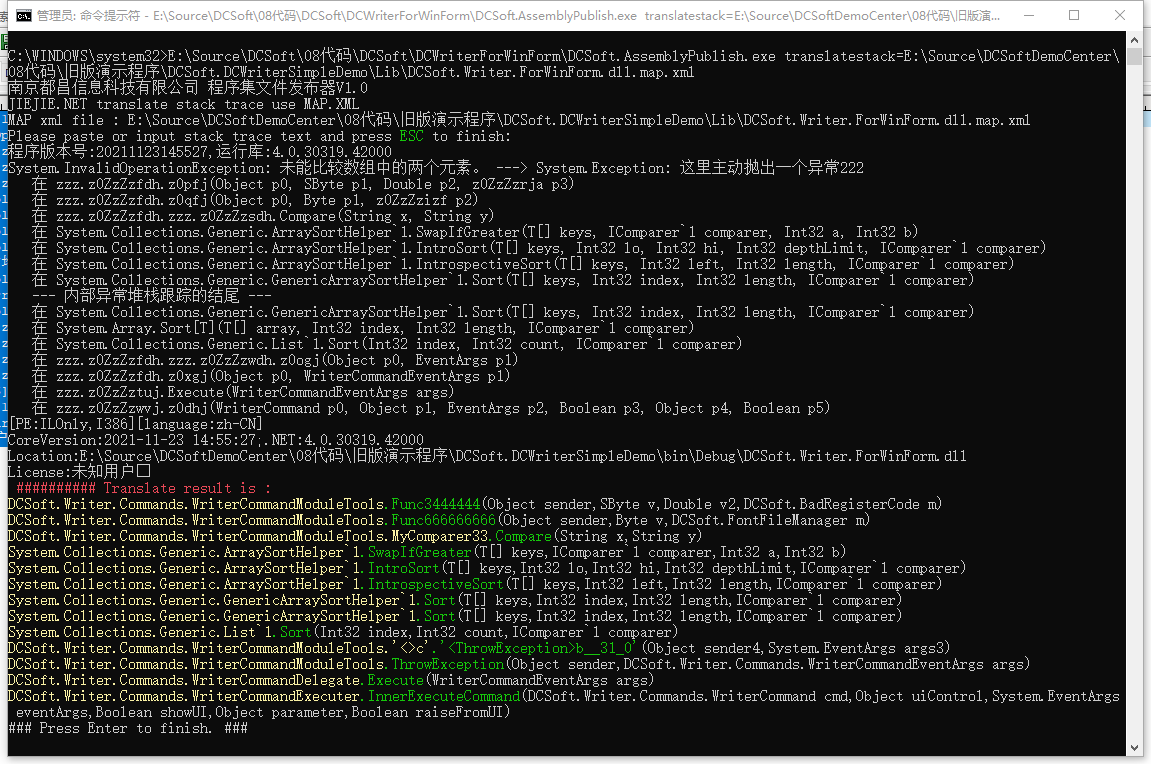 管理员: 命令提示符 - E:\Source\DCSoft\08代码\DCSoft\DCWriterForWinForm\DCSoft.AssemblyPublish.exe  translatestack=E:\Source\DCSoftDemoCenter\08代码\旧版演...
C:\WINDOWS\system32>E:\Source\DCSoft\08代码\DCSoft\DCWriterForWinForm\DCSoft.AssemblyPublish.exe translatestack=E:\Source\DCSoftDemoCenter\
08代码\旧版演示程序\DCSoft.DCWriterSimpleDemo\Lib\DCSoft.Writer.ForWinForm.dll.map.xml
南京都昌信息科技有限公司 程序集文件发布器V1.0
JIEJIE.NET translate stack trace use MAP.XML
MAP xml file : E:\Source\DCSoftDemoCenter\08代码\旧版演示程序\DCSoft.DCWriterSimpleDemo\Lib\DCSoft.Writer.ForWinForm.dll.map.xml
Please paste or input stack trace text and press ESC to finish:
程序版本号:20211123145527,运行库:4.0.30319.42000
System.InvalidOperationException: 未能比较数组中的两个元素。 ---> System.Exception: 这里主动抛出一个异常222
   在 zzz.z0ZzZzfdh.z0pfj(Object p0, SByte p1, Double p2, z0ZzZzrja p3)
   在 zzz.z0ZzZzfdh.z0qfj(Object p0, Byte p1, z0ZzZzizf p2)
   在 zzz.z0ZzZzfdh.zzz.z0ZzZzsdh.Compare(String x, String y)
   在 System.Collections.Generic.ArraySortHelper`1.SwapIfGreater(T[] keys, IComparer`1 comparer, Int32 a, Int32 b)
   在 System.Collections.Generic.ArraySortHelper`1.IntroSort(T[] keys, Int32 lo, Int32 hi, Int32 depthLimit, IComparer`1 comparer)
   在 System.Collections.Generic.ArraySortHelper`1.IntrospectiveSort(T[] keys, Int32 left, Int32 length, IComparer`1 comparer)
   在 System.Collections.Generic.GenericArraySortHelper`1.Sort(T[] keys, Int32 index, Int32 length, IComparer`1 comparer)
   --- 内部异常堆栈跟踪的结尾 ---
   在 System.Collections.Generic.GenericArraySortHelper`1.Sort(T[] keys, Int32 index, Int32 length, IComparer`1 comparer)
   在 System.Array.Sort[T](T[] array, Int32 index, Int32 length, IComparer`1 comparer)
   在 System.Collections.Generic.List`1.Sort(Int32 index, Int32 count, IComparer`1 comparer)
   在 zzz.z0ZzZzfdh.zzz.z0ZzZzwdh.z0ogj(Object p0, EventArgs p1)
   在 zzz.z0ZzZzfdh.z0xgj(Object p0, WriterCommandEventArgs p1)
   在 zzz.z0ZzZztuj.Execute(WriterCommandEventArgs args)
   在 zzz.z0ZzZzwvj.z0dhj(WriterCommand p0, Object p1, EventArgs p2, Boolean p3, Object p4, Boolean p5)
[PE:ILOnly,I386][language:zh-CN]
CoreVersion:2021-11-23 14:55:27;.NET:4.0.30319.42000
Location:E:\Source\DCSoftDemoCenter\08代码\旧版演示程序\DCSoft.DCWriterSimpleDemo\bin\Debug\DCSoft.Writer.ForWinForm.dll
License:未知用户□
 ########## Translate result is :
DCSoft.Writer.Commands.WriterCommandModuleTools.Func3444444(Object sender,SByte v,Double v2,DCSoft.BadRegisterCode m)
DCSoft.Writer.Commands.WriterCommandModuleTools.Func666666666(Object sender,Byte v,DCSoft.FontFileManager m)
DCSoft.Writer.Commands.WriterCommandModuleTools.MyComparer33.Compare(String x,String y)
System.Collections.Generic.ArraySortHelper`1.SwapIfGreater(T[] keys,IComparer`1 comparer,Int32 a,Int32 b)
System.Collections.Generic.ArraySortHelper`1.IntroSort(T[] keys,Int32 lo,Int32 hi,Int32 depthLimit,IComparer`1 comparer)
System.Collections.Generic.ArraySortHelper`1.IntrospectiveSort(T[] keys,Int32 left,Int32 length,IComparer`1 comparer)
System.Collections.Generic.GenericArraySortHelper`1.Sort(T[] keys,Int32 index,Int32 length,IComparer`1 comparer)
System.Collections.Generic.GenericArraySortHelper`1.Sort(T[] keys,Int32 index,Int32 length,IComparer`1 comparer)
System.Collections.Generic.List`1.Sort(Int32 index,Int32 count,IComparer`1 comparer)
DCSoft.Writer.Commands.WriterCommandModuleTools.'<>c'.'<ThrowException>b__31_0'(Object sender4,System.EventArgs args3)
DCSoft.Writer.Commands.WriterCommandModuleTools.ThrowException(Object sender,DCSoft.Writer.Commands.WriterCommandEventArgs args)
DCSoft.Writer.Commands.WriterCommandDelegate.Execute(WriterCommandEventArgs args)
DCSoft.Writer.Commands.WriterCommandExecuter.InnerExecuteCommand(DCSoft.Writer.Commands.WriterCommand cmd,Object uiControl,System.EventArgs
 eventArgs,Boolean showUI,Object parameter,Boolean raiseFromUI)
### Press Enter to finish. ###